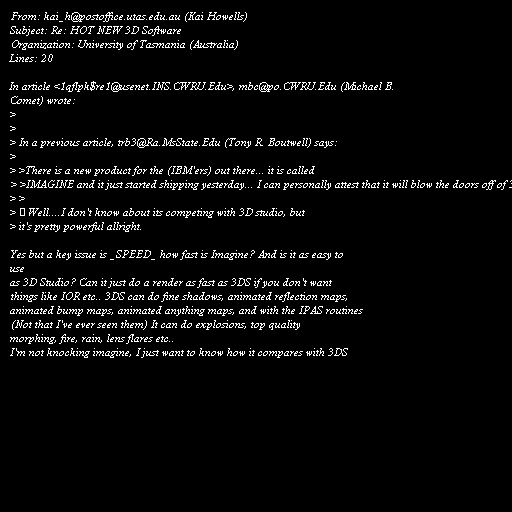 From: kai_h@postoffice.utas.edu.au (Kai Howells)
Subject: Re: HOT NEW 3D Software
Organization: University of Tasmania (Australia)
Lines: 20

In article <1qflpk$re1@usenet.INS.CWRU.Edu>, mbc@po.CWRU.Edu (Michael B.
Comet) wrote:
>
>
> In a previous article, trb3@Ra.MsState.Edu (Tony R. Boutwell) says:
>
> >There is a new product for the (IBM'ers) out there... it is called
> >IMAGINE and it just started shipping yesterday... I can personally attest that it will blow the doors off of
> >
> Well....I don't know about its competing with 3D studio, but
> it's pretty powerful allright.

Yes but a key issue is _SPEED_ how fast is Imagine? And is it as easy to
use
as 3D Studio? Can it just do a render as fast as 3DS if you don't want
things like IOR etc.. 3DS can do fine shadows, animated reflection maps,
animated bump maps, animated anything maps, and with the IPAS routines
(Not that I've ever seen them) It can do explosions, top quality
morphing, fire, rain, lens flares etc..
I'm not knocking imagine, I just want to know how it compares with 3DS